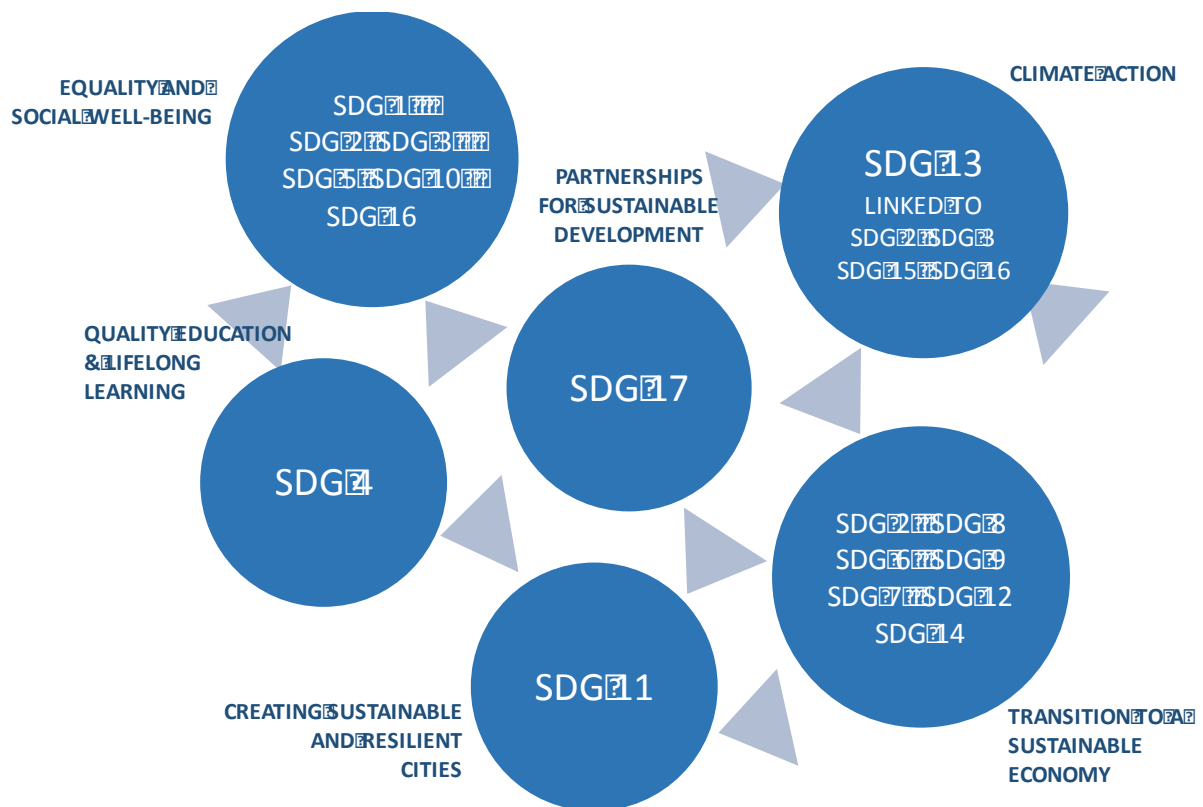 EQUALITY AND
SOCIAL WELL-BEING
SDG 1
SDG 2 SDG 3
SDG 5 SDG 10
SDG 16
CLIMATE ACTION
SDG 13
LINKED TO
SDG 2 SDG 3
SDG 15 SDG 16
PARTNERSHIPS
FOR SUSTAINABLE
DEVELOPMENT
SDG 17
QUALITY EDUCATION
& LIFELONG
LEARNING
SDG 4
SDG 2 SDG 8
SDG 6 SDG 9
SDG 7 SDG 12
SDG 14
SDG 11
CREATING SUSTAINABLE
AND RESILIENT
CITIES
TRANSITION TO A
SUSTAINABLE
ECONOMY